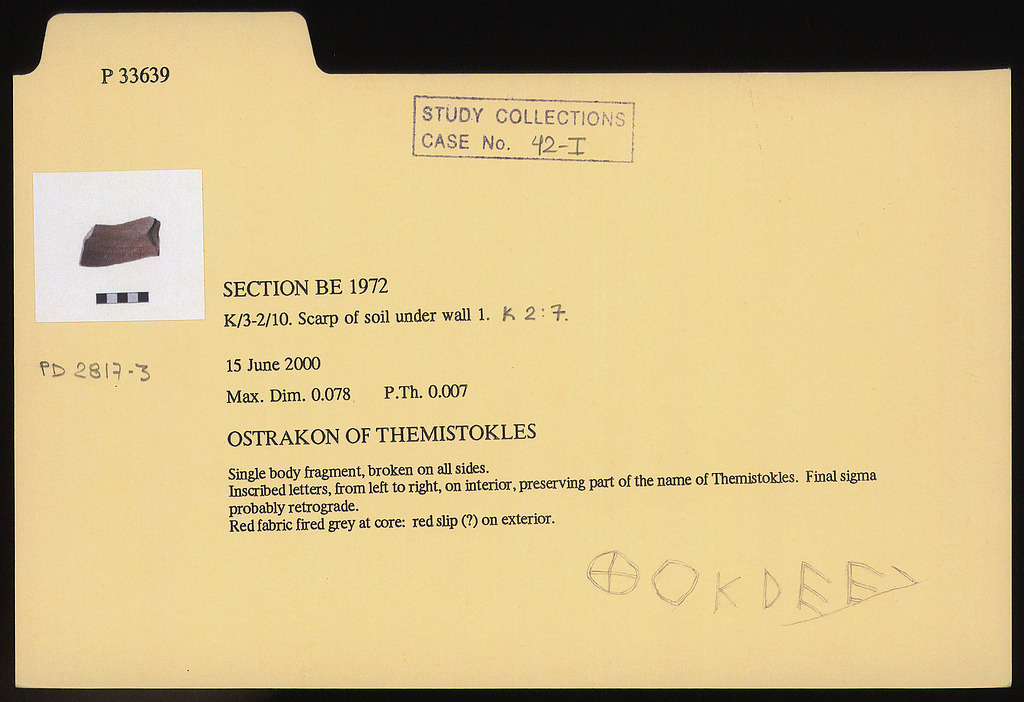 P 33639
STUDY COLLECTIONS
CASE No. 42-I
SECTION BE 1972
K/3-2/10. Scarp of soil under wall 1. K 2:7.
PD 2817-3
15 June 2000
Max. Dim. 0.078 P.Th. 0.007
OSTRAKON OF THEMISTOKLES
Single body fragment, broken on all sides.
Inscribed letters, from left to right, on interior, preserving part of the name of Themistokles. Final sigma
probably retrograde.
Red fabric fired grey at core: red slip (?) on exterior.